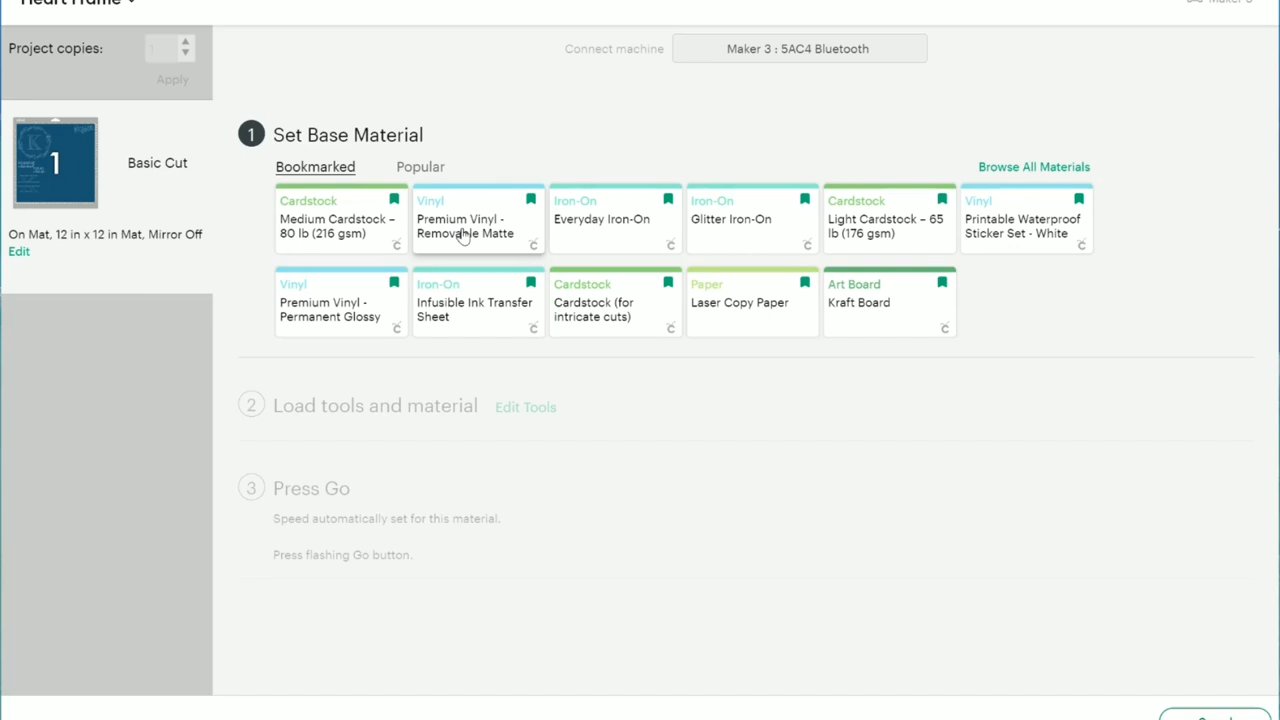 Heart Frame
Maker 3
Project copies:
1
Apply
Connect machine
Maker 3 : 5AC4 Bluetooth
1
Basic Cut
On Mat, 12 in x 12 in Mat, Mirror Off
Edit
1 Set Base Material
Bookmarked Popular Browse All Materials
Cardstock
Medium Cardstock –
80 lb (216 gsm)
Vinyl
Premium Vinyl -
Removable Matte
Iron-On
Everyday Iron-On
Iron-On
Glitter Iron-On
Cardstock
Light Cardstock – 65
lb (176 gsm)
Vinyl
Printable Waterproof
Sticker Set - White
Vinyl
Premium Vinyl -
Permanent Glossy
Iron-On
Infusible Ink Transfer
Sheet
Cardstock
Cardstock (for
intricate cuts)
Paper
Laser Copy Paper
Art Board
Kraft Board
2 Load tools and material Edit Tools
3 Press Go
Speed automatically set for this material.
Press flashing Go button.